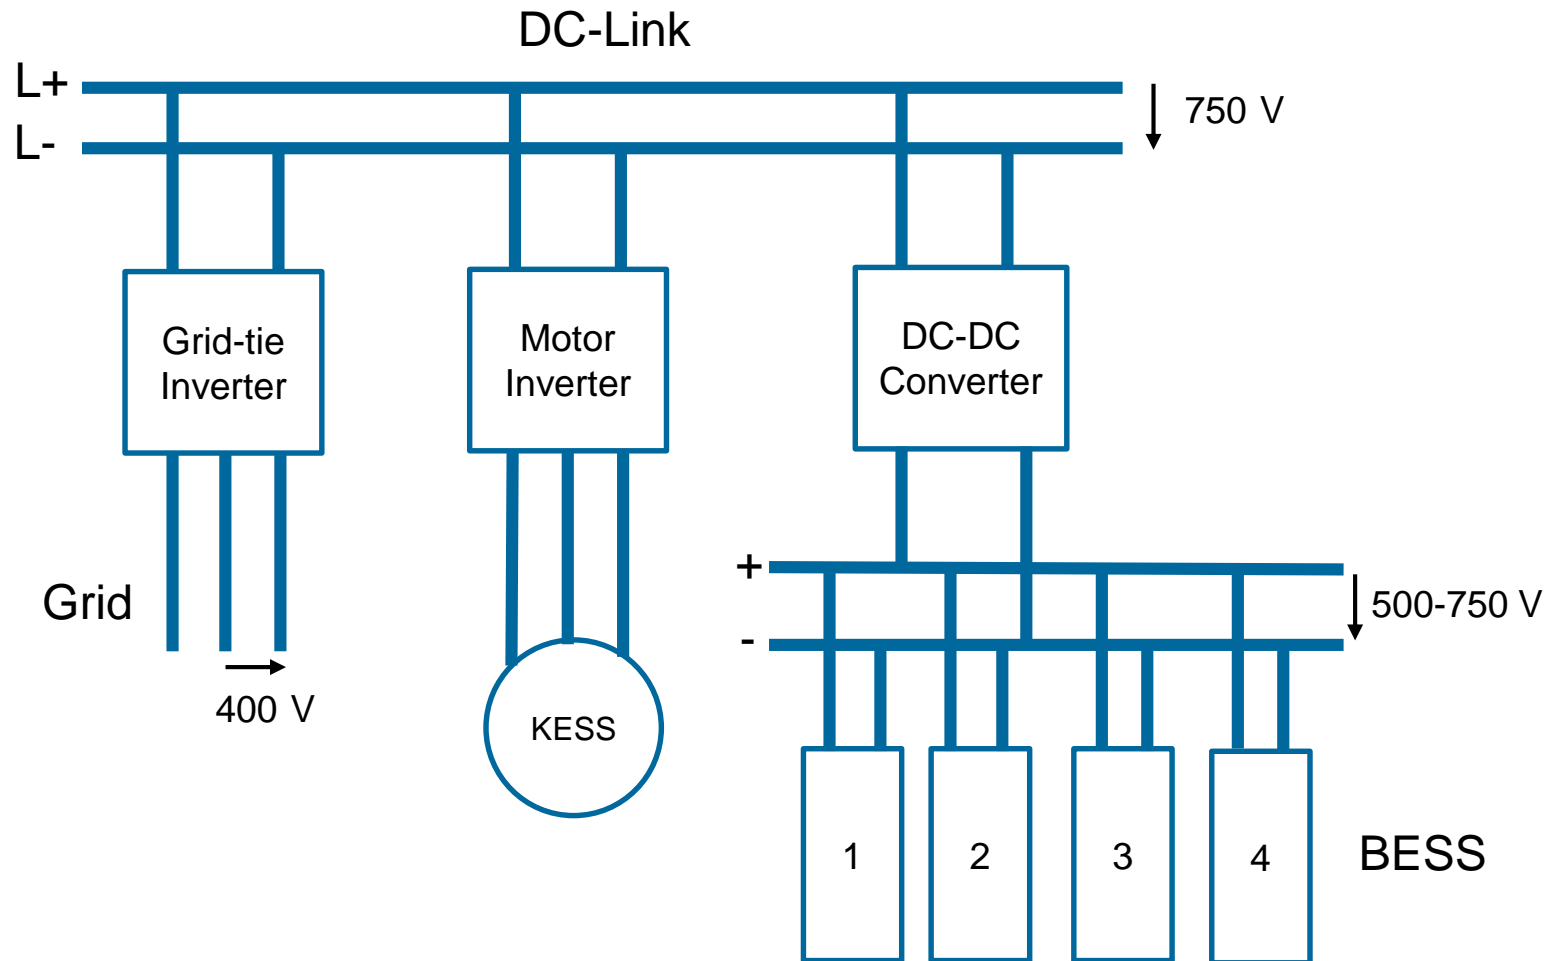 DC-Link
L+
L-
750 V
Grid-tie
Inverter
Motor
Inverter
DC-DC
Converter
Grid
400 V
KESS
+
-
500-750 V
1
2
3
4
BESS